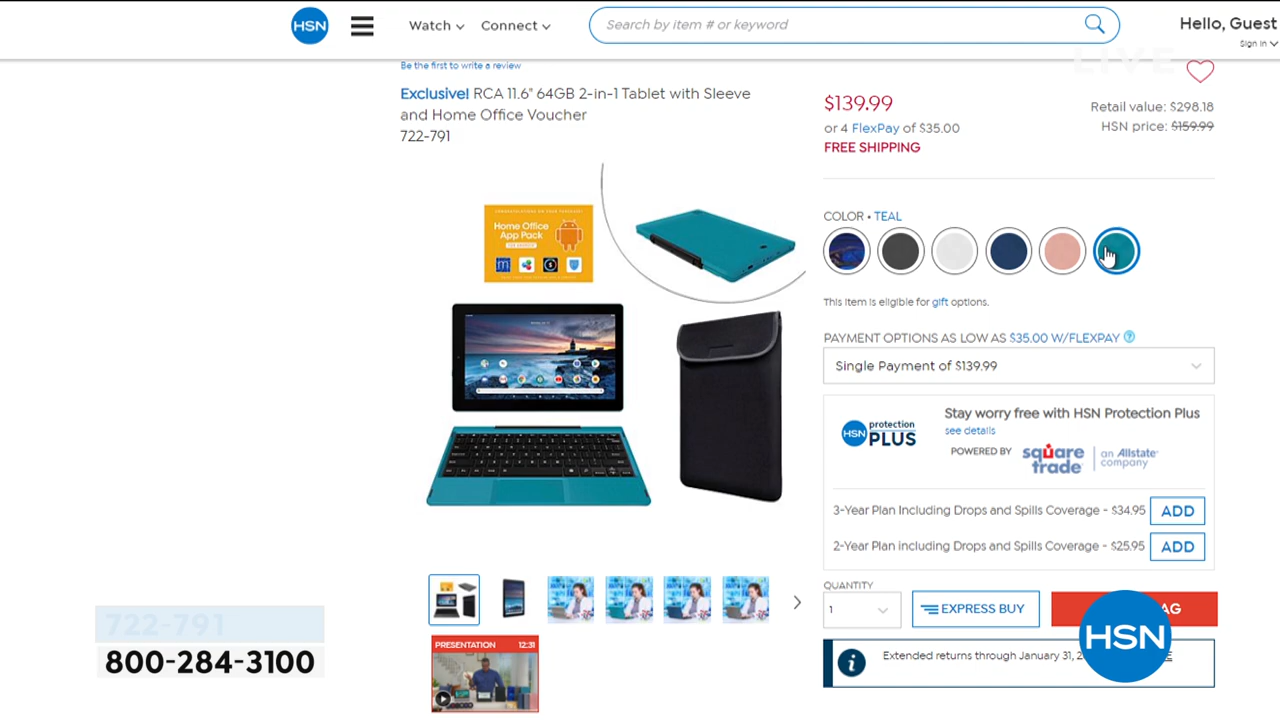 HSN
Watch
Connect
Search by item # or keyword
Hello, Guest
Sign In
LIVE
Be the first to write a review
Exclusive! RCA 11.6" 64GB 2-in-1 Tablet with Sleeve
and Home Office Voucher
722-791
$139.99
or 4 FlexPay of $35.00
FREE SHIPPING
Retail value: $298.18
HSN price: $159.99
COLOR • TEAL
This item is eligible for gift options.
PAYMENT OPTIONS AS LOW AS $35.00 W/FLEXPAY ?
Single Payment of $139.99
HSN protection PLUS
Stay worry free with HSN Protection Plus
see details
POWERED BY
square trade
an Allstate company
3-Year Plan Including Drops and Spills Coverage - $34.95
ADD
2-Year Plan including Drops and Spills Coverage - $25.95
ADD
QUANTITY
1
EXPRESS BUY
AG
HSN
Extended returns through January 31, 2
Home Office
App Pack
PRESENTATION 12:31
722-791
800-284-3100